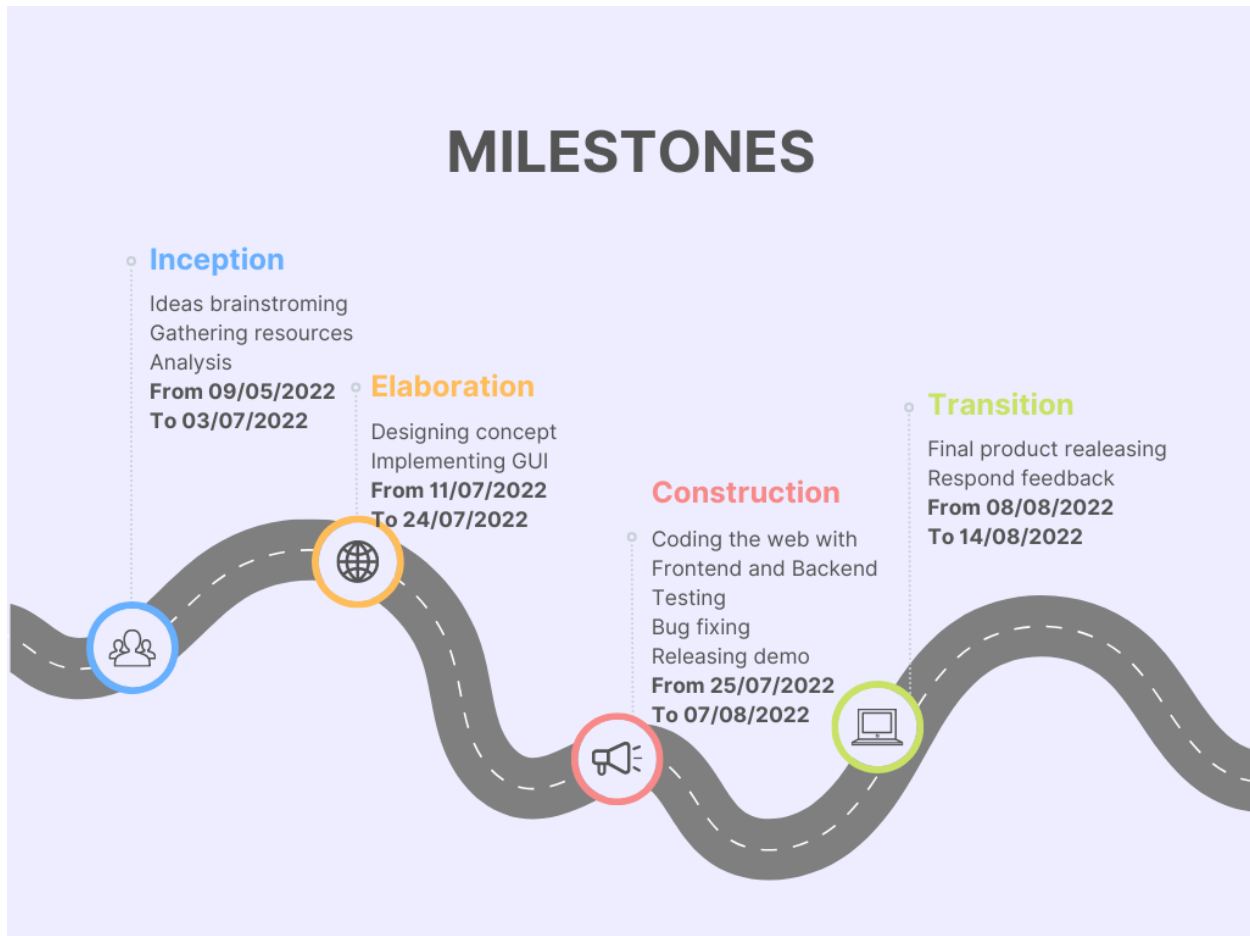 MILESTONES
Inception
Ideas brainstroming
Gathering resources
Analysis
From 09/05/2022
To 03/07/2022
Elaboration
Designing concept
Implementing GUI
From 11/07/2022
To 24/07/2022
Construction
Coding the web with
Frontend and Backend
Testing
Bug fixing
Releasing demo
From 25/07/2022
To 07/08/2022
Transition
Final product realeasing
Respond feedback
From 08/08/2022
To 14/08/2022